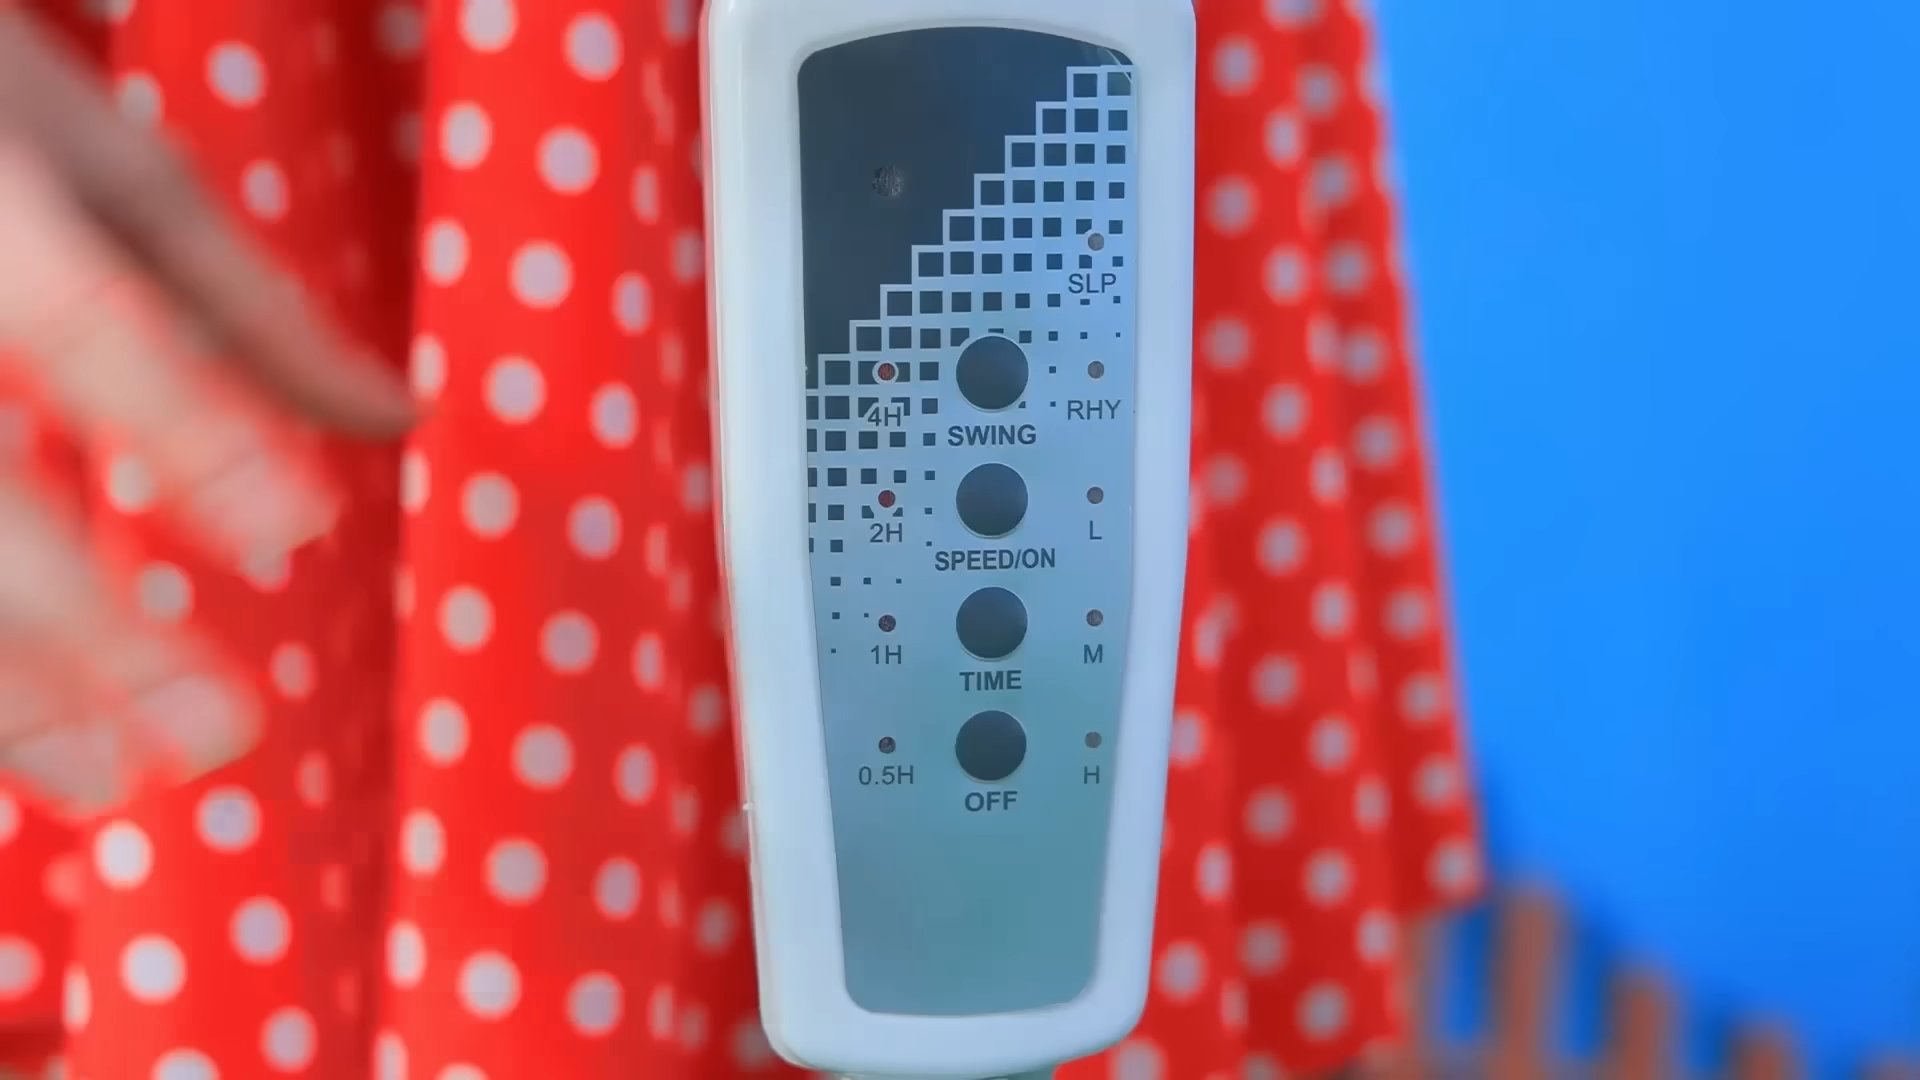 SLP
4H
RHY
SWING
2H
L
SPEED/ON
1H
M
TIME
0.5H
H
OFF